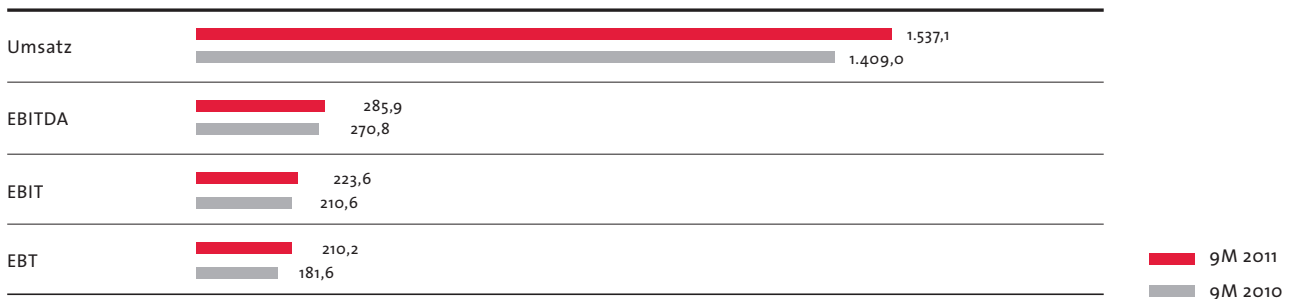 Umsatz
1.537,1
1.409,0
EBITDA
285,9
270,8
EBIT
223,6
210,6
EBT
210,2
181,6
9M 2011
9M 2010